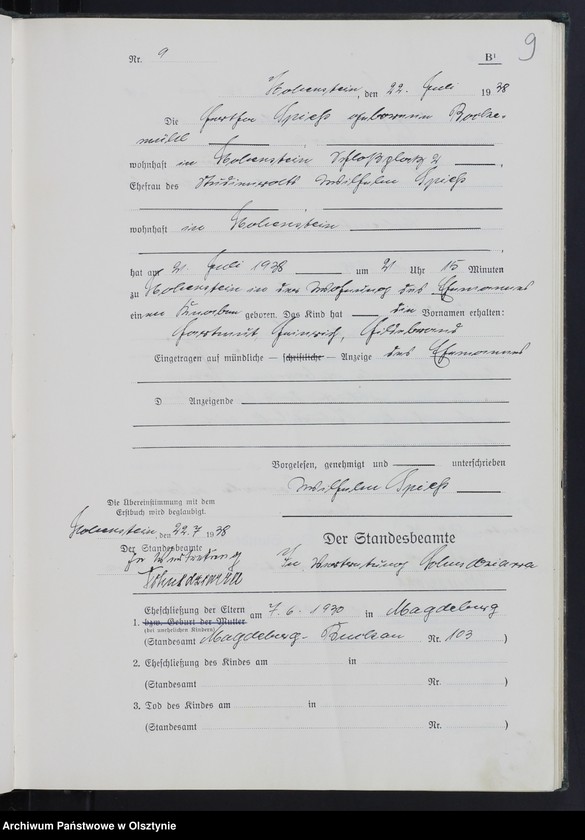 9
Nr. 9 B¹
Hohenstein, den 22. Juli 1938
Die Hertha Spieß geborene
mühl
wohnhaft in Hohenstein Schloßplatz 2
Ehefrau des Studienrats Wilhelm Spieß
wohnhaft in Hohenstein
hat am 21. Juli 1938 um 21 Uhr 15 Minuten
zu Hohenstein in der Wohnung des Ehemannes
einen Knaben geboren. Das Kind hat die Vornamen erhalten:
Hartmut, Heinrich, Hildebrand
Eingetragen auf mündliche – schriftliche – Anzeige des Ehemannes
D Anzeigende
Vorgelesen, genehmigt und unterschrieben
Wilhelm Spieß
Die Übereinstimmung mit dem
Erstbuch wird beglaubigt.
Hohenstein, den 22.7. 1938
Der Standesbeamte
In Vertretung
Der Standesbeamte
In Vertretung
Eheschließung der Eltern
1. bzw. Geburt der Mutter am 7.6.1930 in Magdeburg
(bei unehelichen Kindern)
(Standesamt Magdeburg- Buckau Nr. 103 )
2. Eheschließung des Kindes am in
(Standesamt Nr. )
3. Tod des Kindes am in
(Standesamt Nr. )
Archiwum Państwowe w Olsztynie